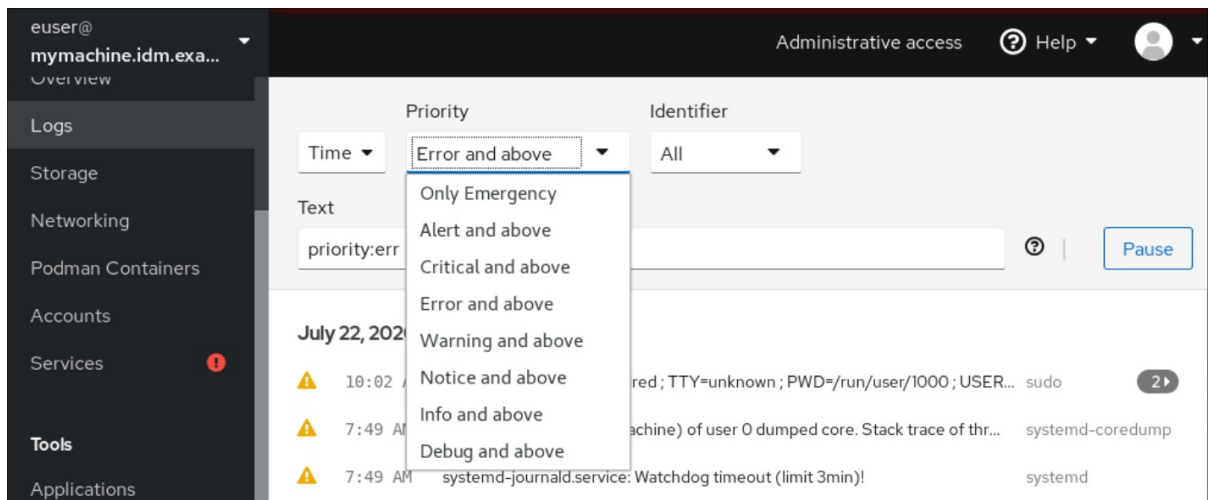 euser@
mymachine.idm.exa...
Administrative access
Help
Overview
Logs
Storage
Networking
Podman Containers
Accounts
Services
Tools
Applications
Priority
Identifier
Time
Error and above
All
Only Emergency
Alert and above
Critical and above
Error and above
Warning and above
Notice and above
Info and above
Debug and above
Text
priority:err
Pause
July 22, 202
10:02
red ; TTY=unknown ; PWD=/run/user/1000 ; USER... sudo 2
7:49 AM
achine) of user 0 dumped core. Stack trace of thr... systemd-coredump
7:49 AM systemd-journald.service: Watchdog timeout (limit 3min)! systemd